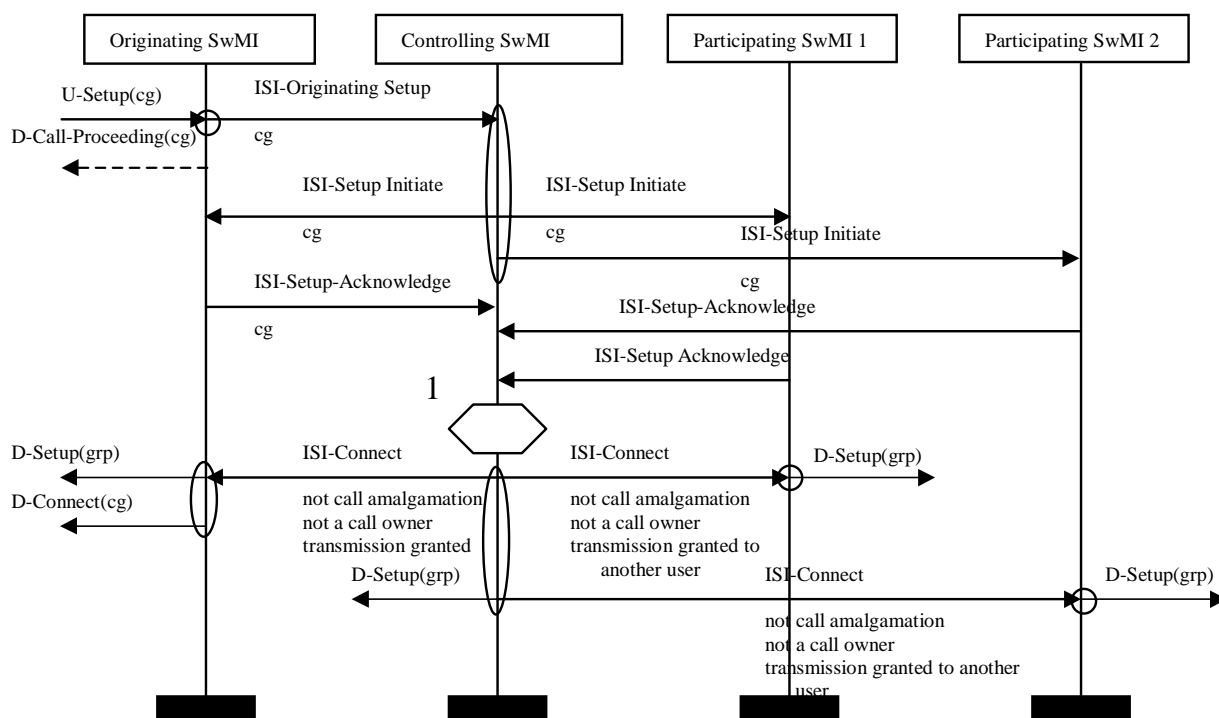 Originating SwMI
Controlling SwMI
Participating SwMI 1
Participating SwMI 2
U-Setup(cg)
ISI-Originating Setup
D-Call-Proceeding(cg)
cg
ISI-Setup Initiate
ISI-Setup Initiate
cg
cg
ISI-Setup Initiate
ISI-Setup-Acknowledge
cg
cg
ISI-Setup-Acknowledge
ISI-Setup Acknowledge
1
D-Setup(grp)
ISI-Connect
ISI-Connect
D-Setup(grp)
D-Connect(cg)
not call amalgamation
not a call owner
transmission granted
not call amalgamation
not a call owner
transmission granted to
another user
D-Setup(grp)
ISI-Connect
D-Setup(grp)
not call amalgamation
not a call owner
transmission granted to another
user